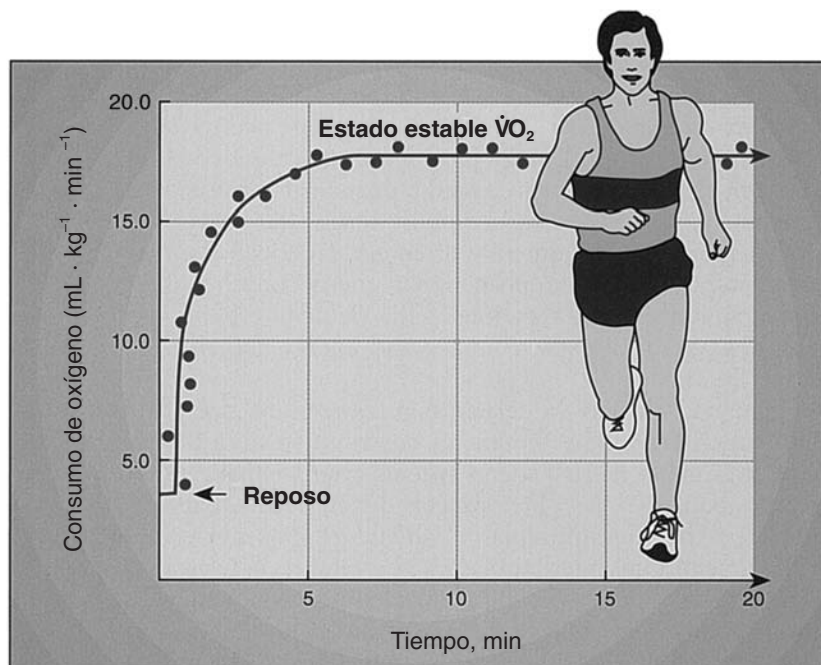 20.0
15.0
10.0
5.0
Consumo de oxígeno (mL · kg⁻¹ · min ⁻¹)
Estado estable V̇O₂
Reposo
5
10
15
20
Tiempo, min